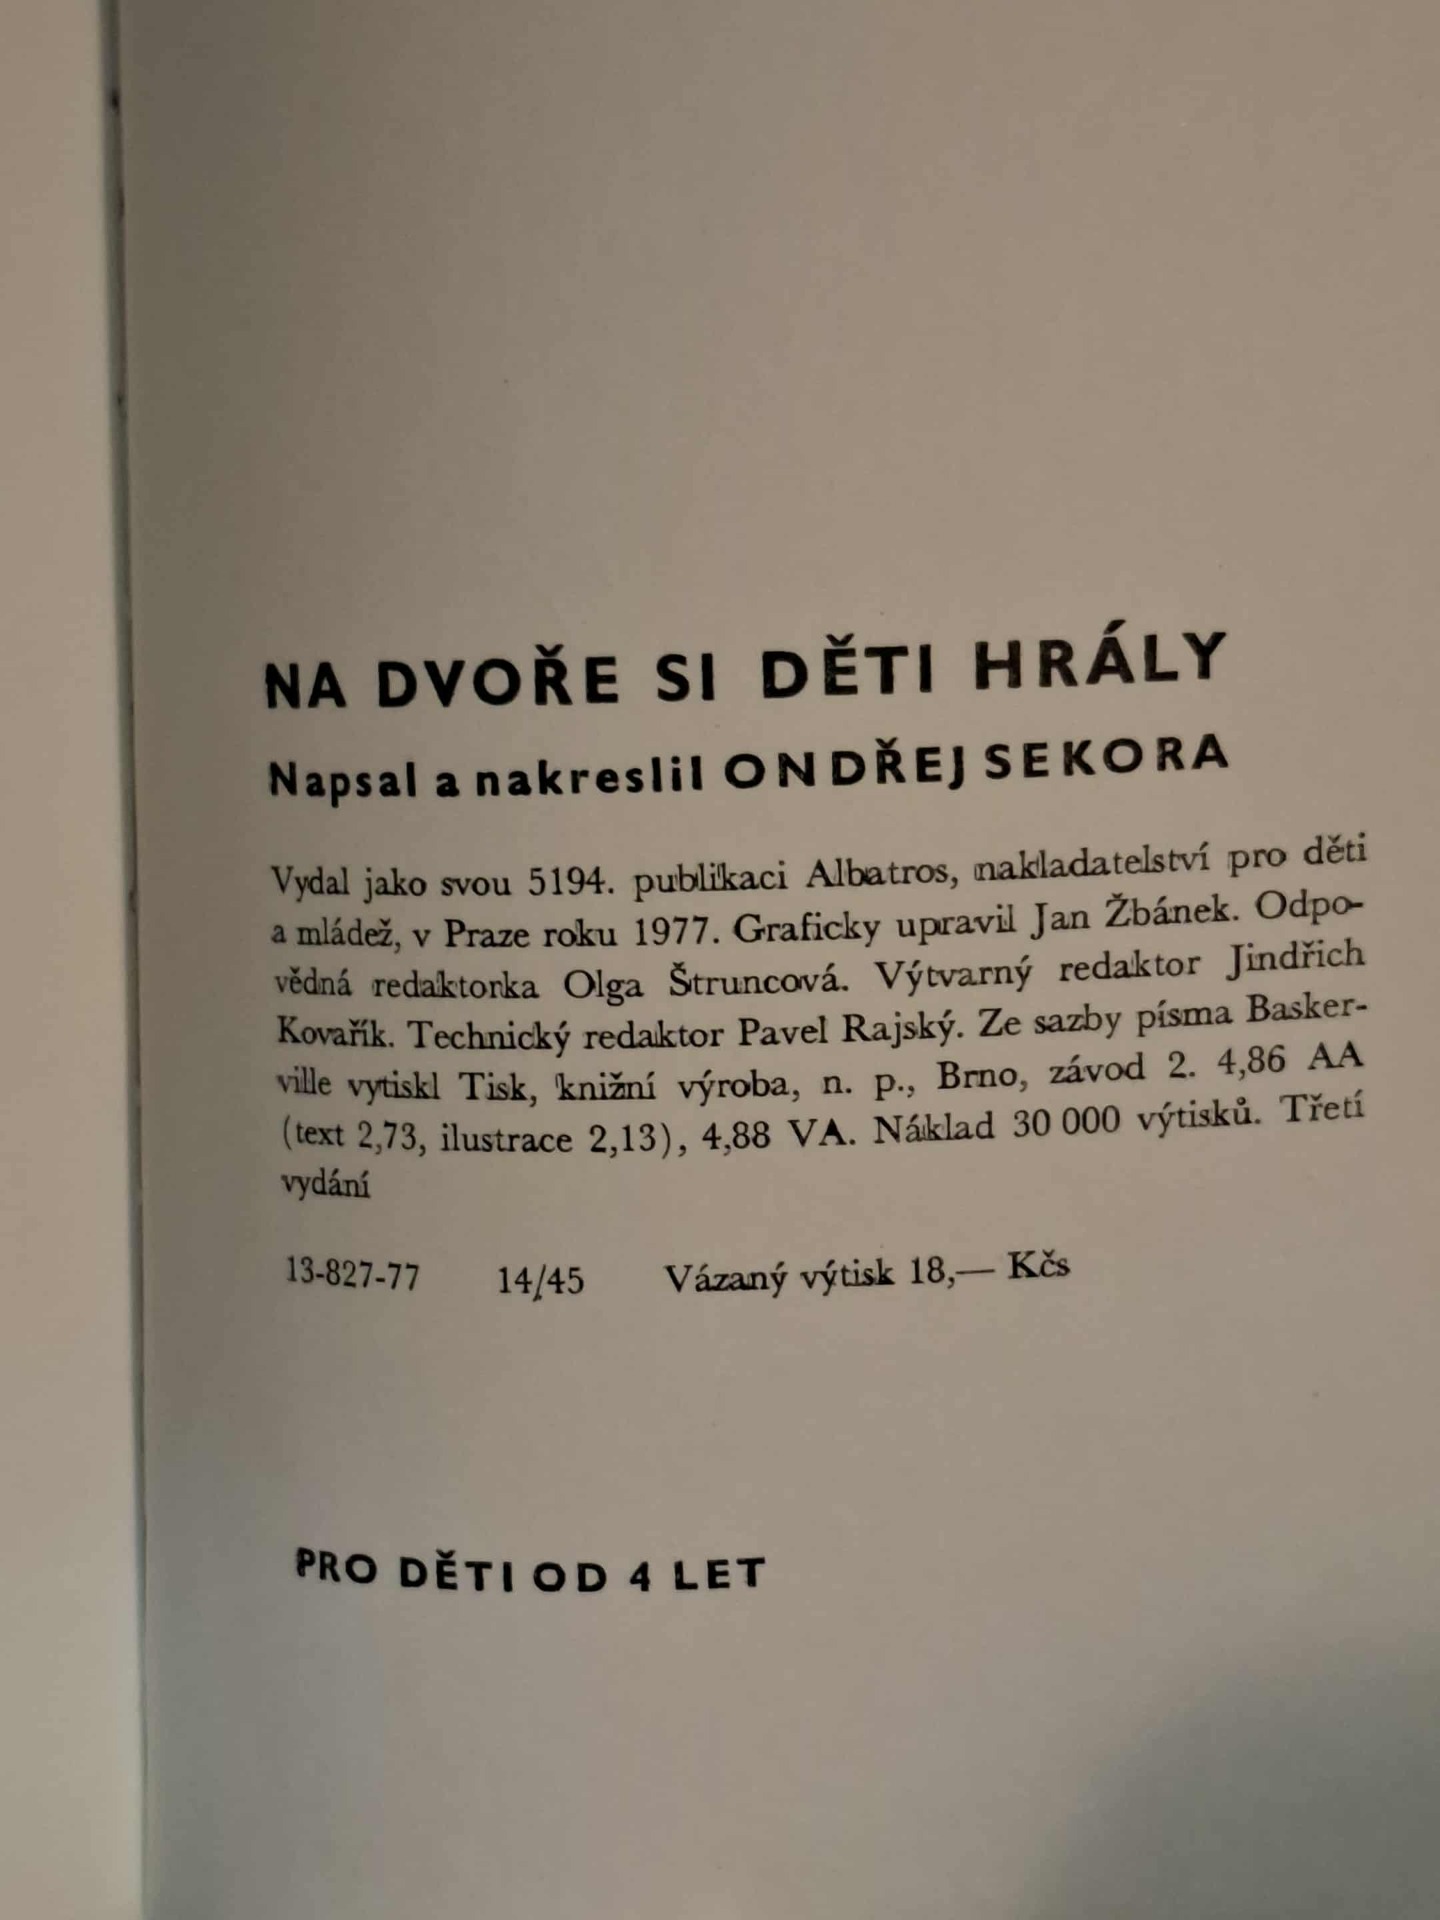 NA DVOŘE SI DĚTI HRÁLY
Napsal a nakreslil ONDŘEJ SEKORA
Vydal jako svou 5194. publikaci Albatros, nakladatelství pro děti
a mládež, v Praze roku 1977. Graficky upravil Jan Žbánek. Odpo-
vědná redaktorka Olga Štruncová. Výtvarný redaktor Jindřich
Kovařík. Technický redaktor Pavel Rajský. Ze sazby písma Basker-
ville vytiskl Tisk, knižní výroba, n. p., Brno, závod 2. 4,86 AA
(text 2,73, ilustrace 2,13), 4,88 VA. Náklad 30 000 výtisků. Třetí
vydání
13-827-77 14/45 Vázaný výtisk 18,— Kčs
PRO DĚTI OD 4 LET